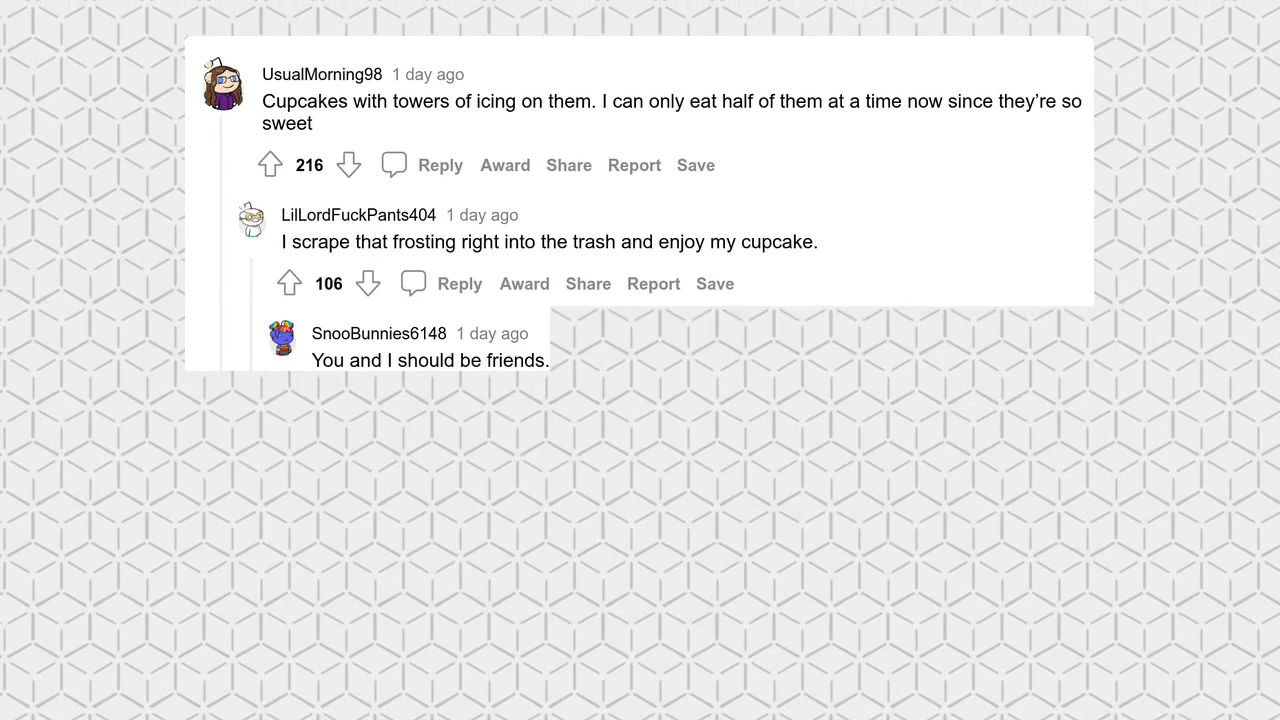 UsualMorning98 1 day ago
Cupcakes with towers of icing on them. I can only eat half of them at a time now since they’re so
sweet
216 Reply Award Share Report Save
LilLordFuckPants404 1 day ago
I scrape that frosting right into the trash and enjoy my cupcake.
106 Reply Award Share Report Save
SnooBunnies6148 1 day ago
You and I should be friends.